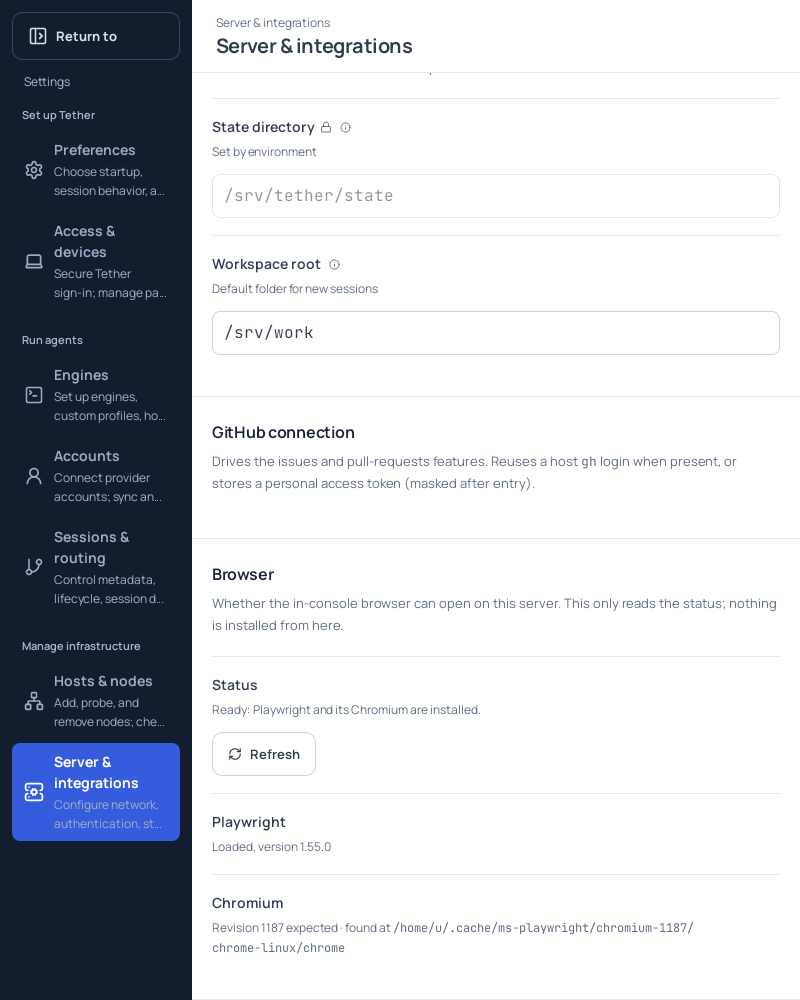 Return to
Settings
Set up Tether
Preferences
Choose startup,
session behavior, a...
Access &
devices
Secure Tether
sign-in; manage pa...
Run agents
Engines
Set up engines,
custom profiles, ho...
Accounts
Connect provider
accounts; sync an...
Sessions &
routing
Control metadata,
lifecycle, session d...
Manage infrastructure
Hosts & nodes
Add, probe, and
remove nodes; che...
Server &
integrations
Configure network,
authentication, st...
Server & integrations
Server & integrations
State directory
Set by environment
/srv/tether/state
Workspace root
Default folder for new sessions
/srv/work
GitHub connection
Drives the issues and pull-requests features. Reuses a host gh login when present, or
stores a personal access token (masked after entry).
Browser
Whether the in-console browser can open on this server. This only reads the status; nothing
is installed from here.
Status
Ready: Playwright and its Chromium are installed.
Refresh
Playwright
Loaded, version 1.55.0
Chromium
Revision 1187 expected · found at /home/u/.cache/ms-playwright/chromium-1187/
chrome-linux/chrome